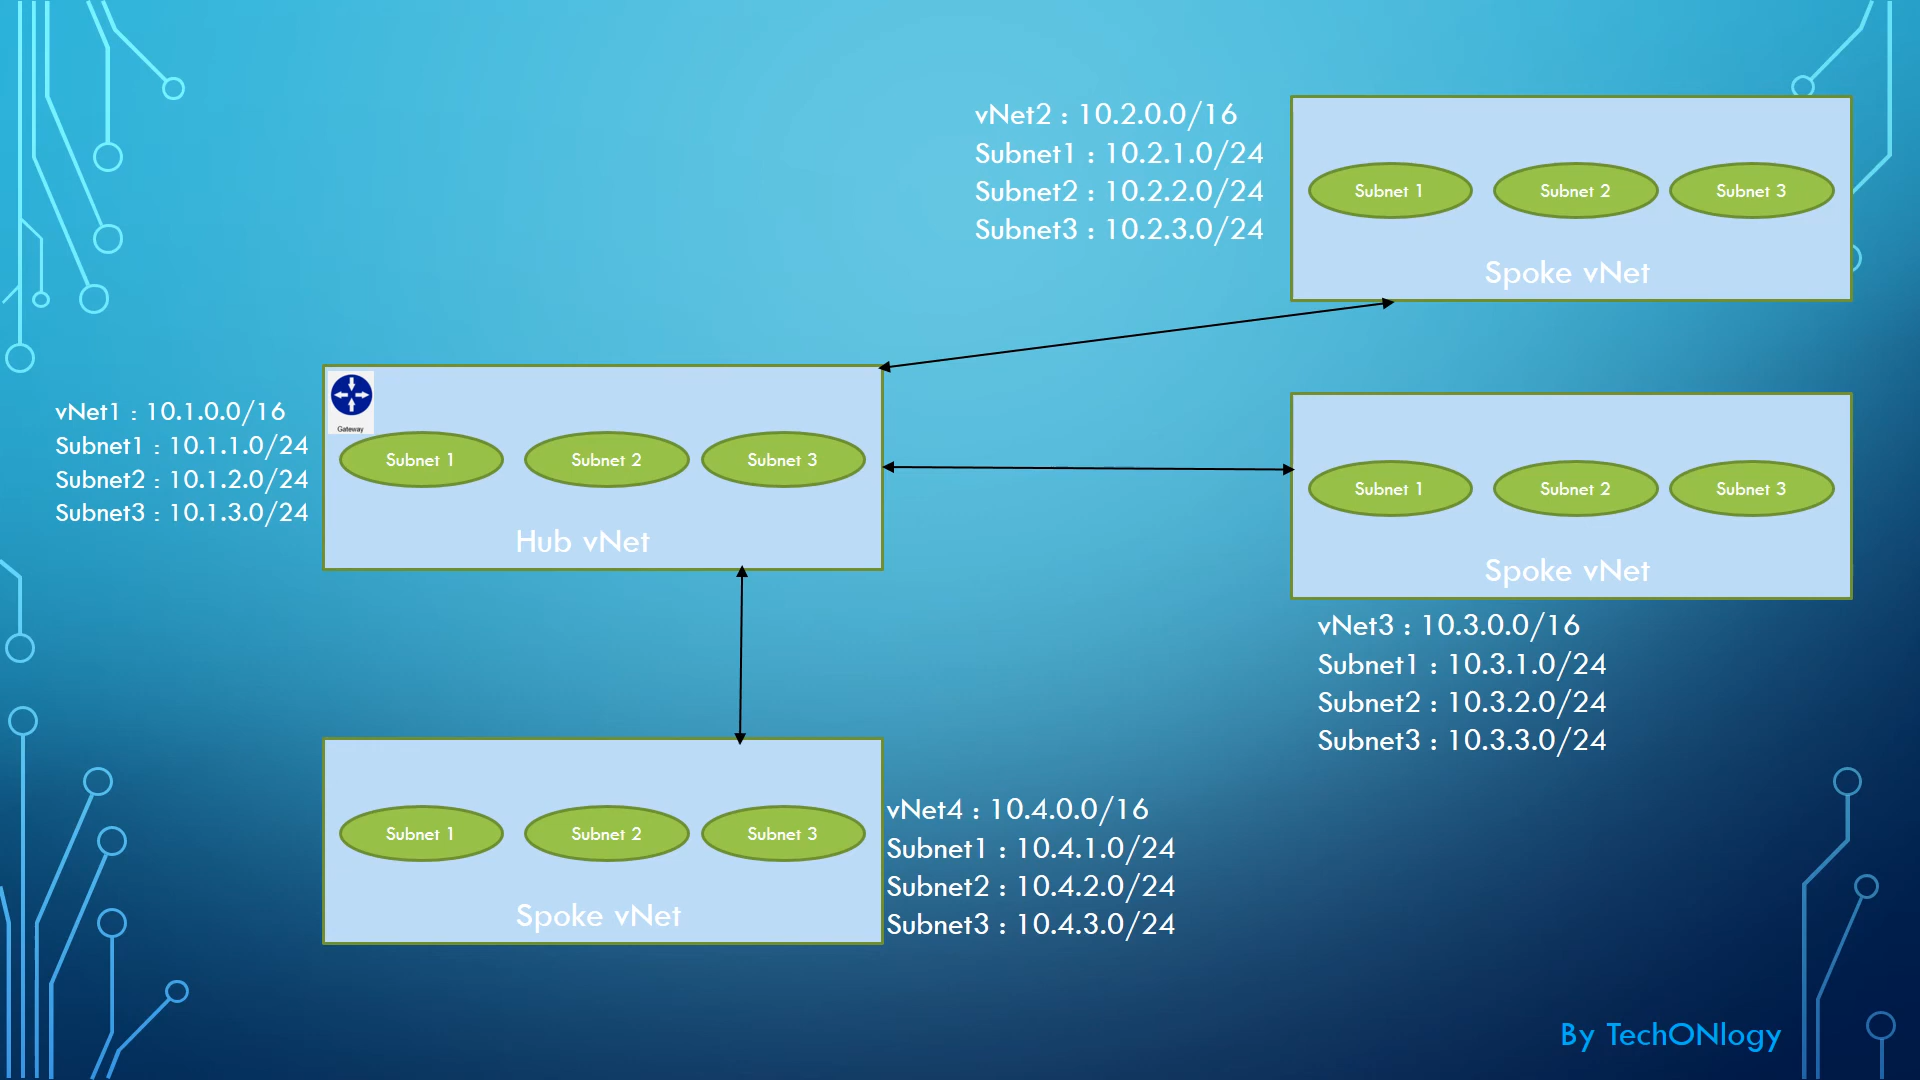 vNet2 : 10.2.0.0/16
Subnet1 : 10.2.1.0/24
Subnet2 : 10.2.2.0/24
Subnet3 : 10.2.3.0/24
Subnet 1
Subnet 2
Subnet 3
Spoke vNet
vNet1 : 10.1.0.0/16
Subnet1 : 10.1.1.0/24
Subnet2 : 10.1.2.0/24
Subnet3 : 10.1.3.0/24
Gateway
Subnet 1
Subnet 2
Subnet 3
Hub vNet
Subnet 1
Subnet 2
Subnet 3
Spoke vNet
vNet3 : 10.3.0.0/16
Subnet1 : 10.3.1.0/24
Subnet2 : 10.3.2.0/24
Subnet3 : 10.3.3.0/24
Subnet 1
Subnet 2
Subnet 3
Spoke vNet
vNet4 : 10.4.0.0/16
Subnet1 : 10.4.1.0/24
Subnet2 : 10.4.2.0/24
Subnet3 : 10.4.3.0/24
By TechONlogy